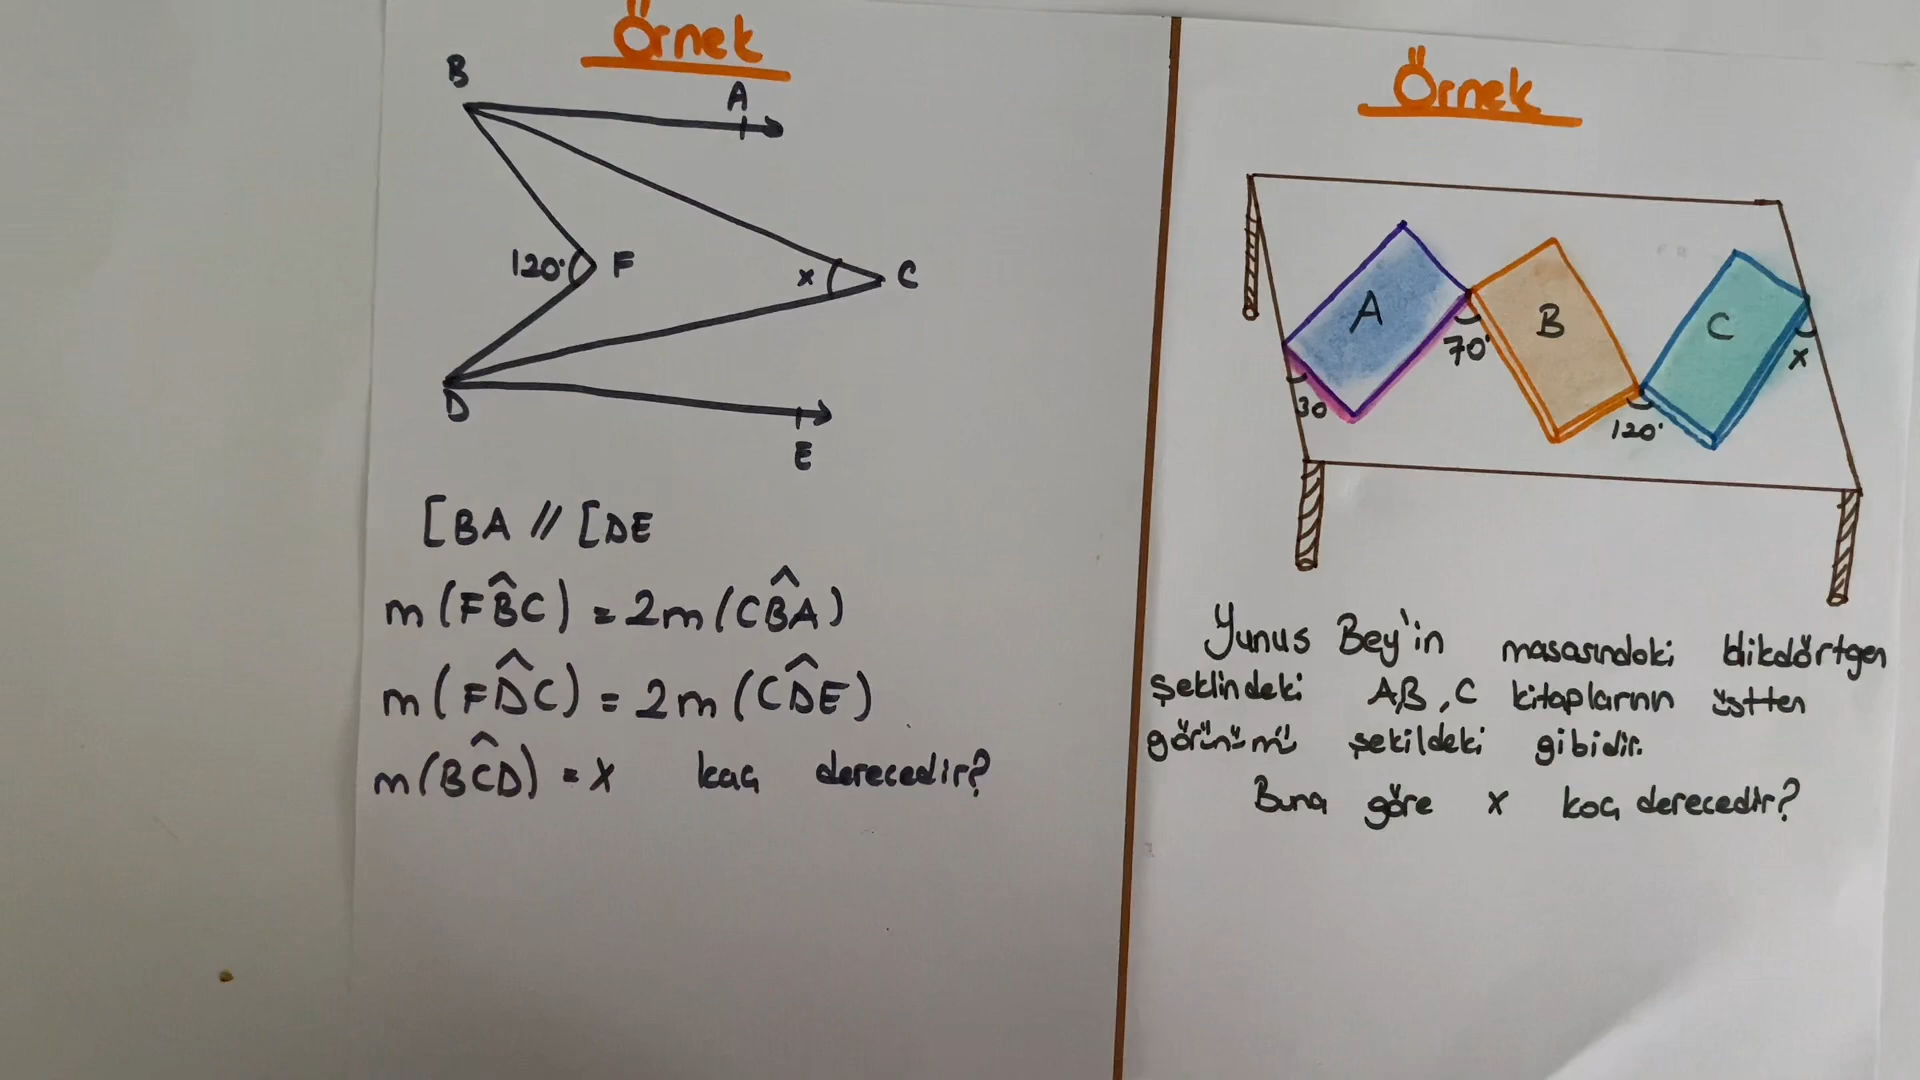 Örnek
B
A
120°
F
x
C
D
E
[BA // [DE
m(FB̂C) = 2m(CB̂A)
m(FD̂C) = 2m(CD̂E)
m(BĈD) = x kaç derecedir?
Örnek
A
B
C
70°
x
30
120°
Yunus Bey'in masasındaki dikdörtgen
şeklindeki A,B,C kitaplarının üstten
görünümü şekildeki gibidir.
Buna göre x kaç derecedir?